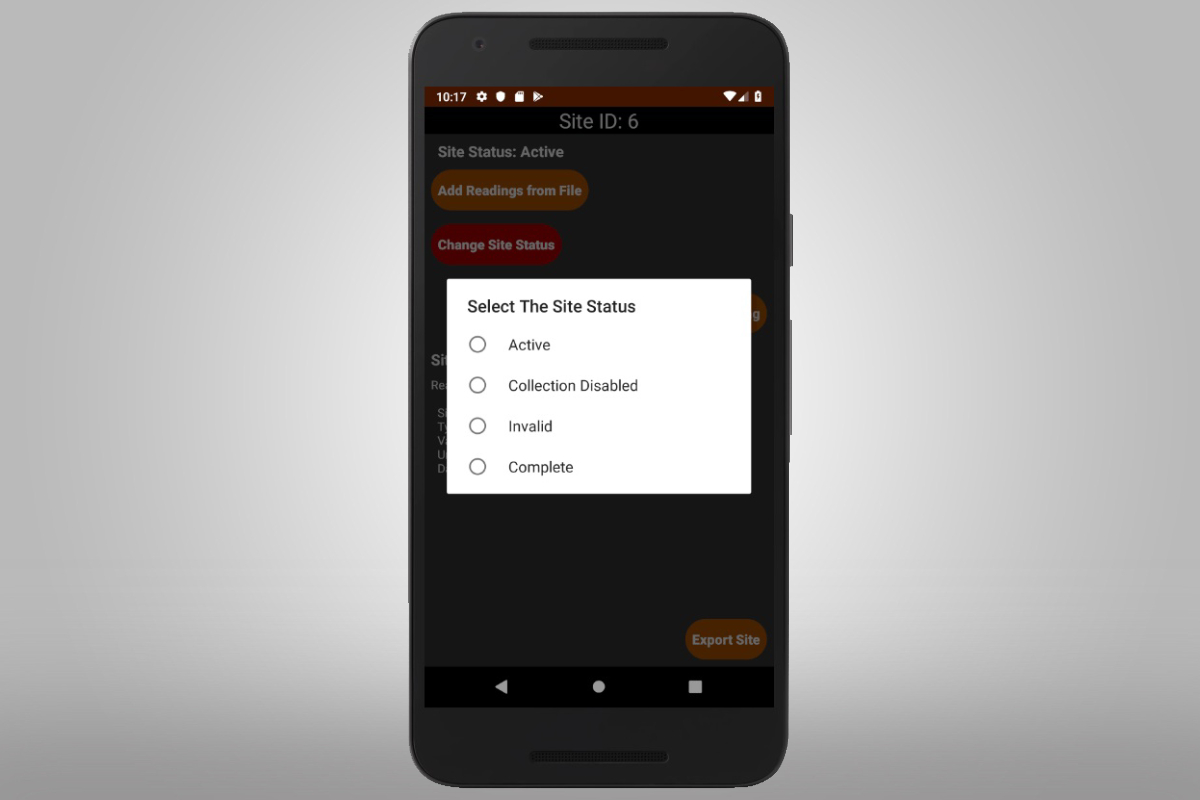 10:17
Site ID: 6
Site Status: Active
Add Readings from File
Change Site Status
Select The Site Status
Active
Collection Disabled
Invalid
Complete
Export Site